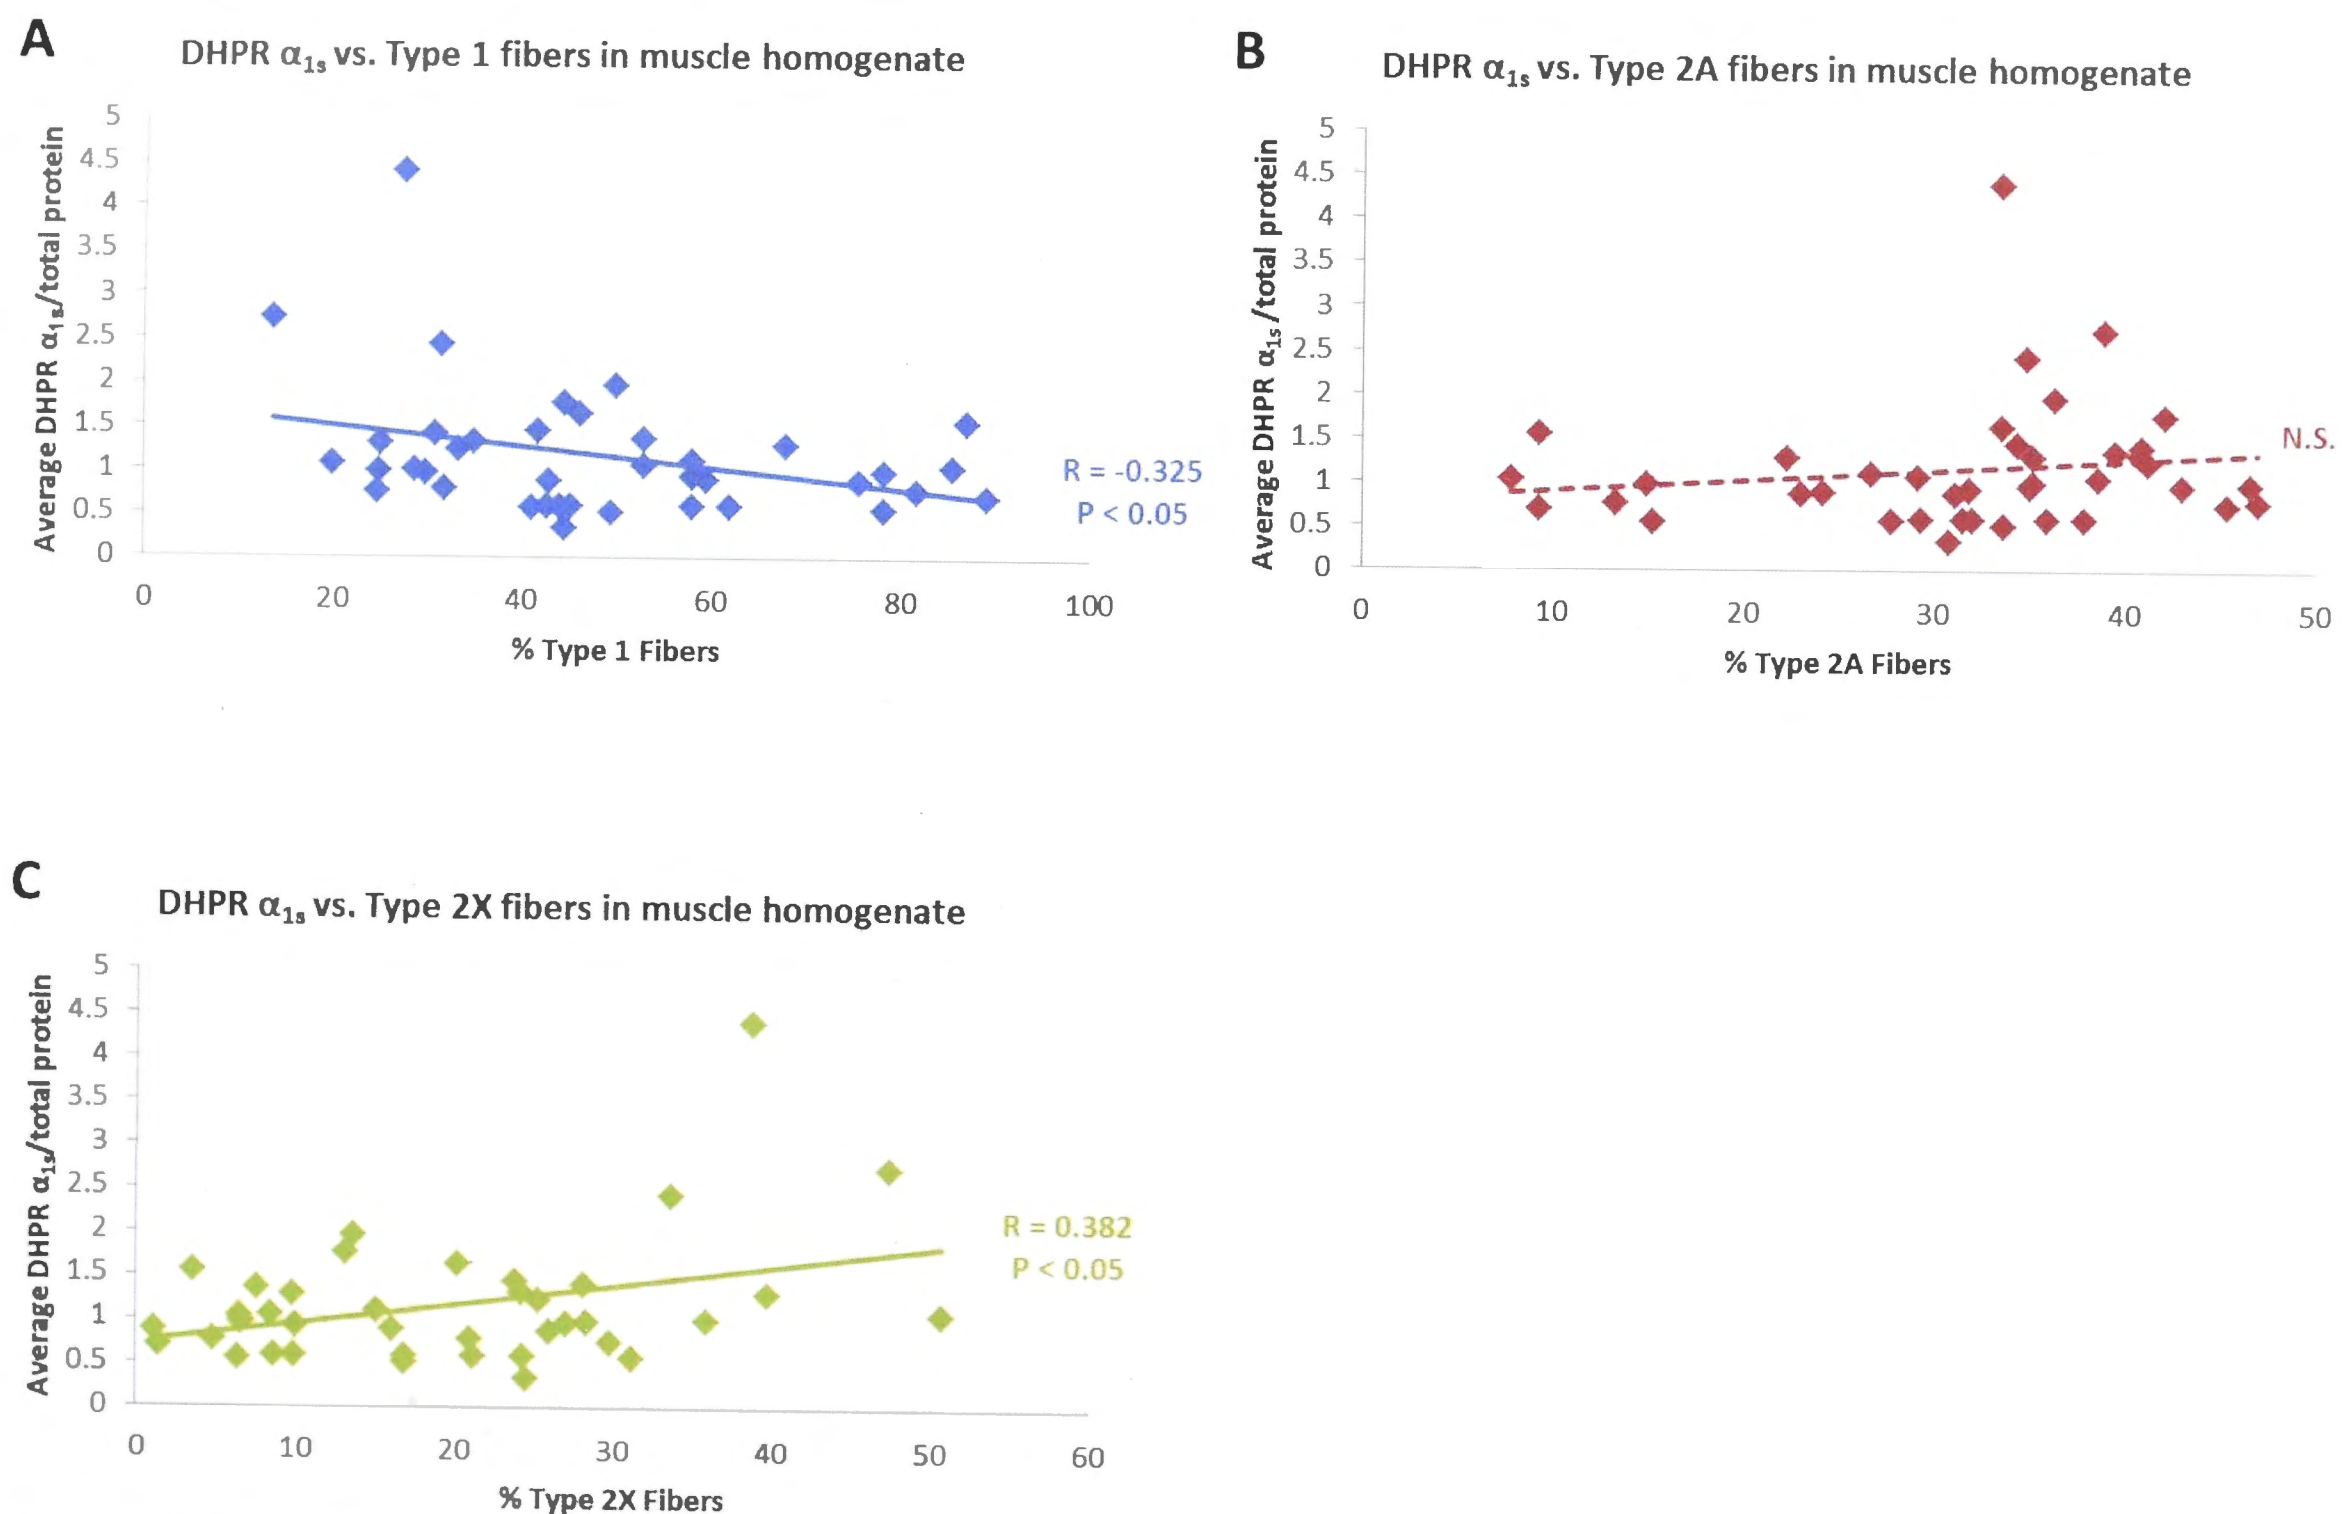 A
DHPR α1s vs. Type 1 fibers in muscle homogenate
Average DHPR α1s/total protein
5
4.5
4
3.5
3
2.5
2
1.5
1
0.5
0
0 20 40 60 80 100
% Type 1 Fibers
R = -0.325
P < 0.05
B
DHPR α1s vs. Type 2A fibers in muscle homogenate
Average DHPR α1s/total protein
5
4.5
4
3.5
3
2.5
2
1.5
1
0.5
0
0 10 20 30 40 50
% Type 2A Fibers
N.S.
C
DHPR α1s vs. Type 2X fibers in muscle homogenate
Average DHPR α1s/total protein
5
4.5
4
3.5
3
2.5
2
1.5
1
0.5
0
0 10 20 30 40 50 60
% Type 2X Fibers
R = 0.382
P < 0.05